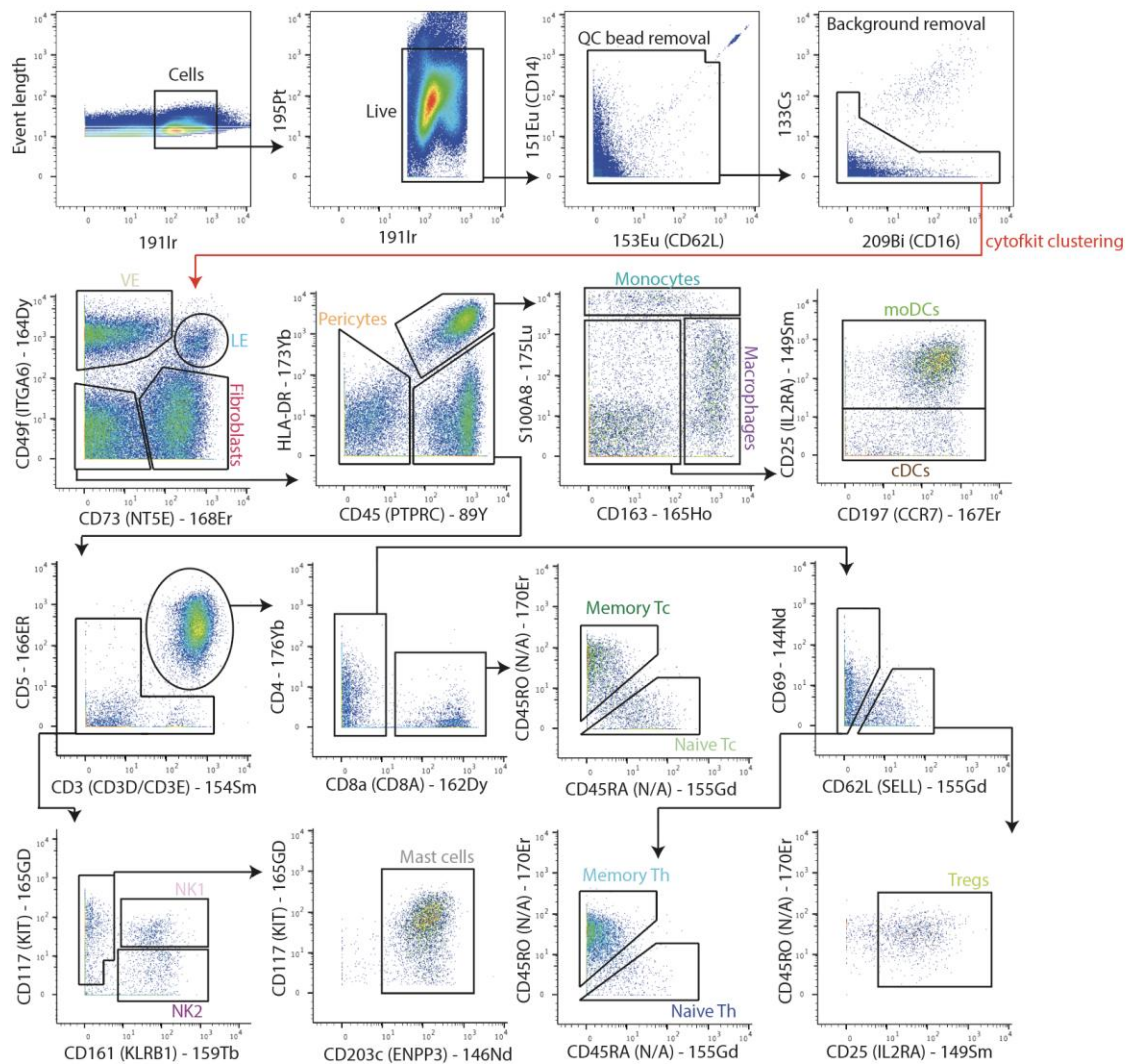 Event length
Cells
191Ir
195Pt
Live
191Ir
151Eu (CD14)
QC bead removal
153Eu (CD62L)
133Cs
Background removal
209Bi (CD16)
cytofkit clustering
CD49f (ITGA6) - 164Dy
VE
LE
Fibroblasts
CD73 (NT5E) - 168Er
HLA-DR - 173Yb
Pericytes
CD45 (PTPRC) - 89Y
S100A8 - 175Lu
Monocytes
Macrophages
CD163 - 165Ho
CD25 (IL2RA) - 149Sm
moDCs
cDCs
CD197 (CCR7) - 167Er
CD5 - 166ER
CD3 (CD3D/CD3E) - 154Sm
CD4 - 176Yb
CD8a (CD8A) - 162Dy
CD45RO (N/A) - 170Er
Memory Tc
Naive Tc
CD45RA (N/A) - 155Gd
CD69 - 144Nd
CD62L (SELL) - 155Gd
CD117 (KIT) - 165GD
NK1
NK2
CD161 (KLRB1) - 159Tb
CD117 (KIT) - 165GD
Mast cells
CD203c (ENPP3) - 146Nd
CD45RO (N/A) - 170Er
Memory Th
Naive Th
CD45RA (N/A) - 155Gd
CD45RO (N/A) - 170Er
Tregs
CD25 (IL2RA) - 149Sm